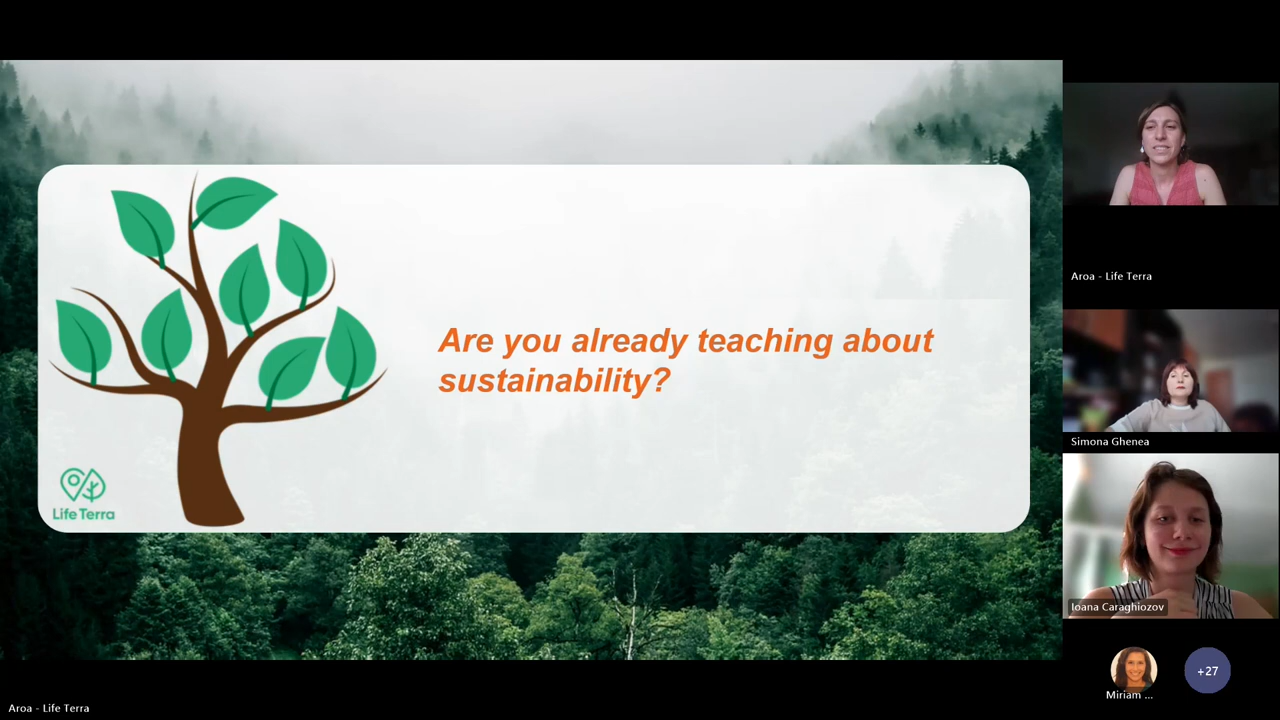 Are you already teaching about
sustainability?
Life Terra
Aroa - Life Terra
Simona Ghenea
Ioana Caraghiozov
Miriam ...
+27
Aroa - Life Terra